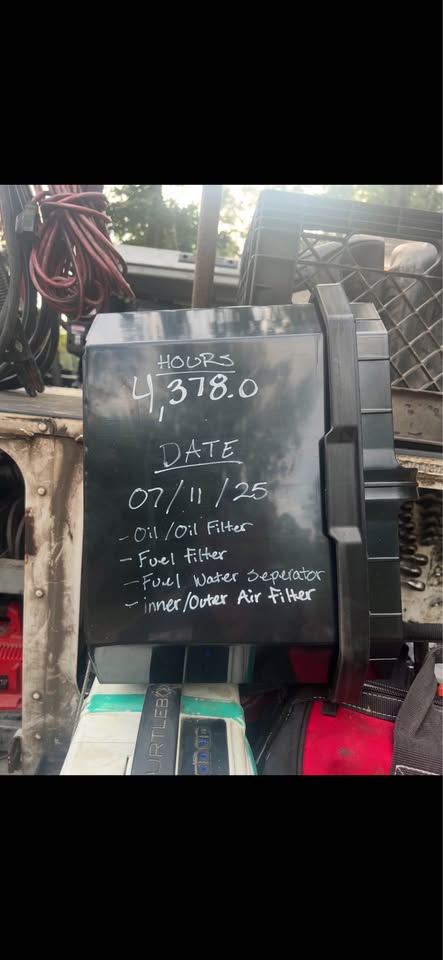 HOURS
4,378.0
DATE
07/11/25
- Oil/Oil Filter
- Fuel Filter
- Fuel Water Seperator
- inner/Outer Air Filter
URTLEBO